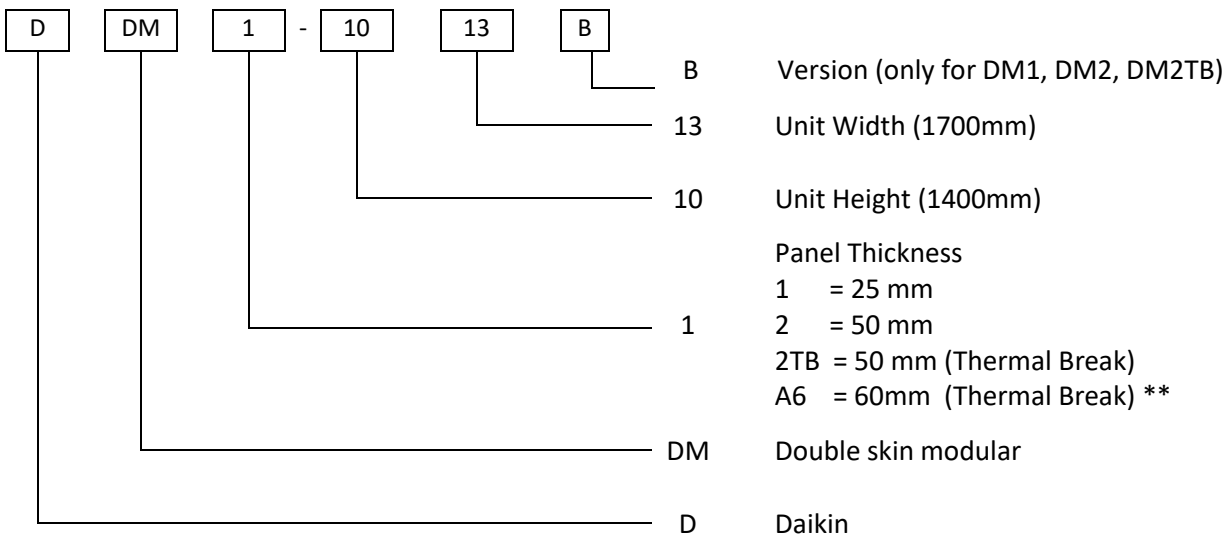 D DM 1 - 10 13 B
B Version (only for DM1, DM2, DM2TB)
13 Unit Width (1700mm)
10 Unit Height (1400mm)
Panel Thickness
1 = 25 mm
1 2 = 50 mm
2TB = 50 mm (Thermal Break)
A6 = 60mm (Thermal Break) **
DM Double skin modular
D Daikin